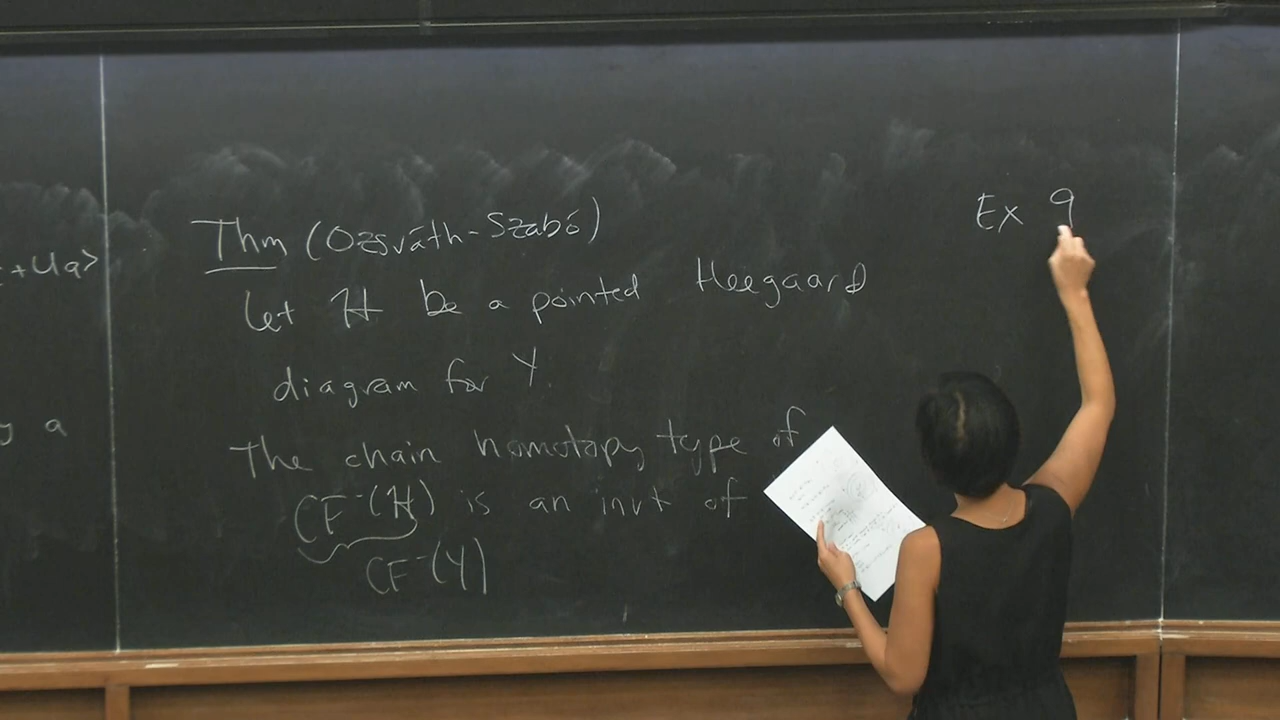 +Uq>
a
Thm (Ozsváth-Szabó)
Let H be a pointed Heegaard
diagram for Y.
The chain homotopy type of
CF⁻(H) is an invt of
CF⁻(Y)
Ex 9